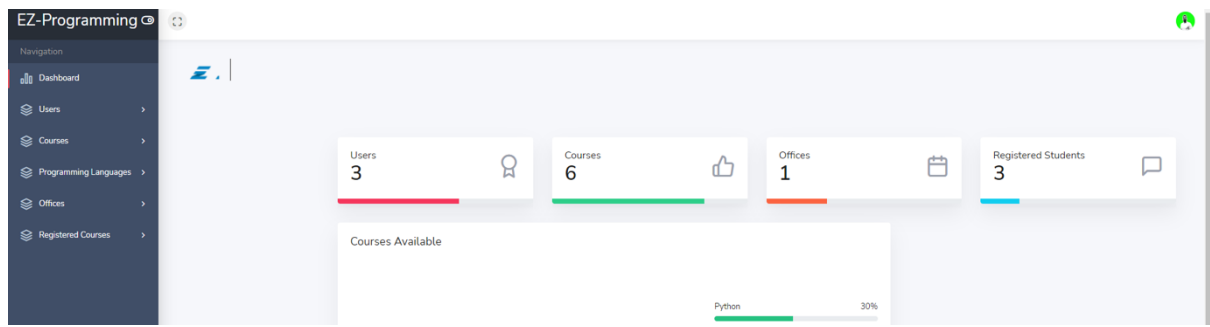 EZ-Programming
Navigation
Dashboard
Users
Courses
Programming Languages
Offices
Registered Courses
Z.
Users
3
Courses
6
Offices
1
Registered Students
3
Courses Available
Python 30%